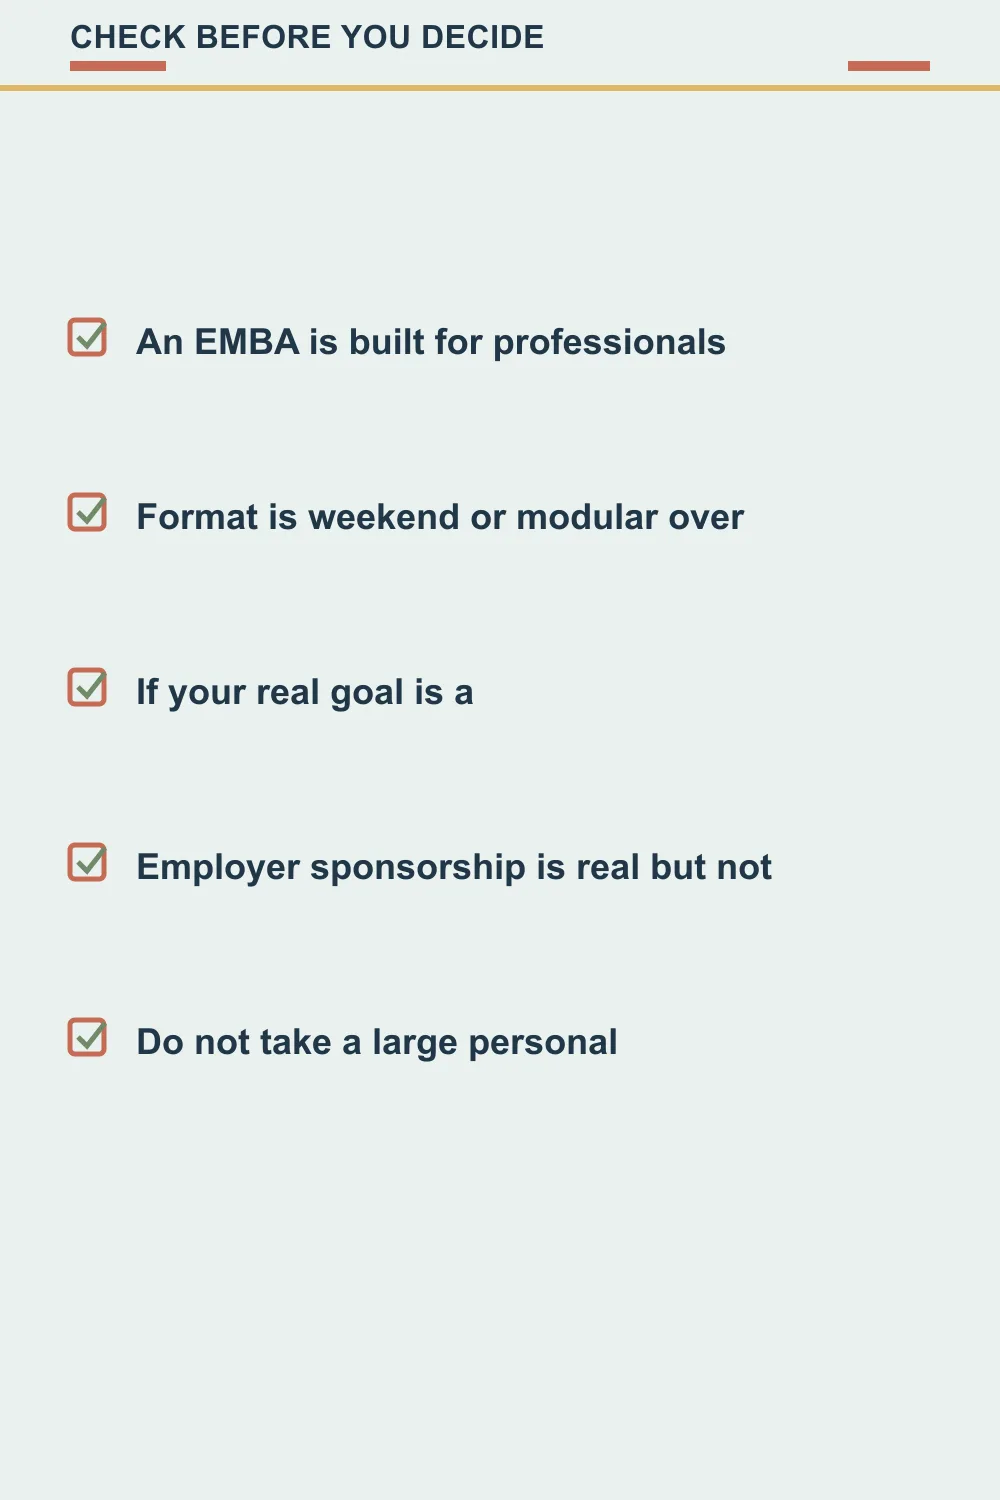 CHECK BEFORE YOU DECIDE
An EMBA is built for professionals
Format is weekend or modular over
If your real goal is a
Employer sponsorship is real but not
Do not take a large personal